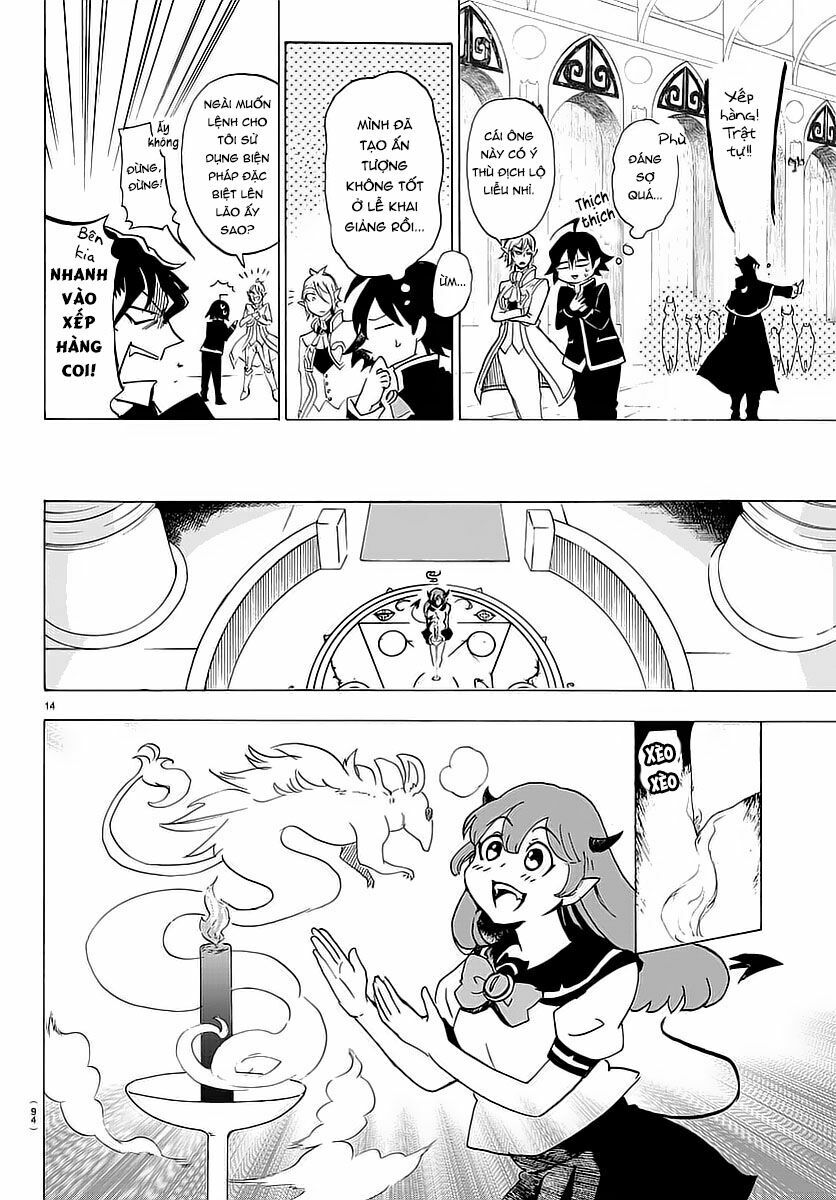 Xếp
hàng!
Trật
tự!!
Phù
ĐÁNG
SỢ
QUÁ...
Thích
thích
CÁI ÔNG
NÀY CÓ Ý
THÙ ĐỊCH LỘ
LIỄU NHỈ.
MÌNH ĐÃ
TẠO ẤN
TƯỢNG
KHÔNG TỐT
Ở LỄ KHAI
GIẢNG RỒI...
ỪM...
NGÀI MUỐN
LỆNH CHO
TÔI SỬ
DỤNG BIỆN
PHÁP ĐẶC
BIỆT LÊN
LÃO ẤY
SAO?
Ấy
không
ĐỪNG,
ĐỪNG!
Bên
kia
NHANH
VÀO
XẾP
HÀNG
COI!
14
XÈO
XÈO
(94)